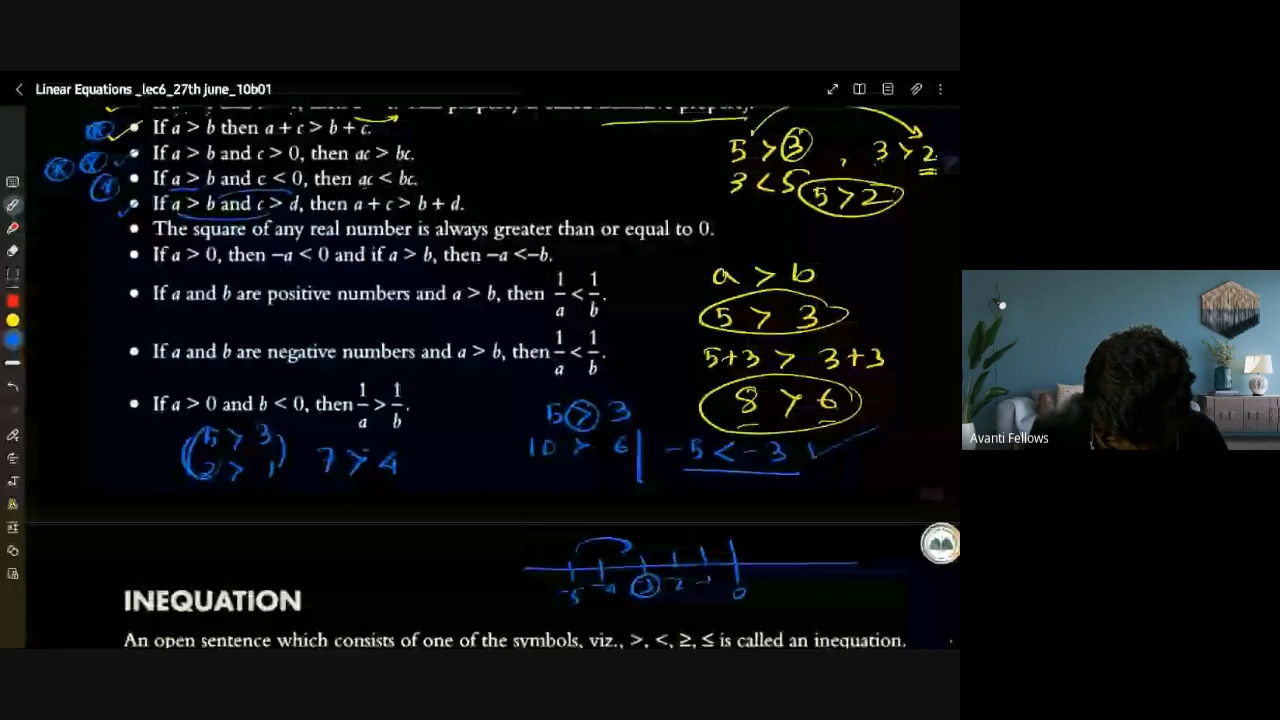 Linear Equations _lec6_27th june_10b01
If a > b then a + c > b + c.
If a > b and c > 0, then ac > bc.
If a > b and c < 0, then ac < bc.
If a > b and c > d, then a + c > b + d.
The square of any real number is always greater than or equal to 0.
If a > 0, then −a < 0 and if a > b, then −a <−b.
If a and b are positive numbers and a > b, then 1/a < 1/b.
If a and b are negative numbers and a > b, then 1/a < 1/b.
If a > 0 and b < 0, then 1/a > 1/b.
5 > 3 , 3 > 2
3 < 5 5 > 2
a > b
5 > 3
5+3 > 3+3
8 > 6
5 > 3
10 > 6
-5 < -3
5 > 3
2 > 1
7 > 4
-5 -4 -3 -2 -1 0
INEQUATION
An open sentence which consists of one of the symbols, viz., >, <, ≥, ≤ is called an inequation.
Avanti Fellows